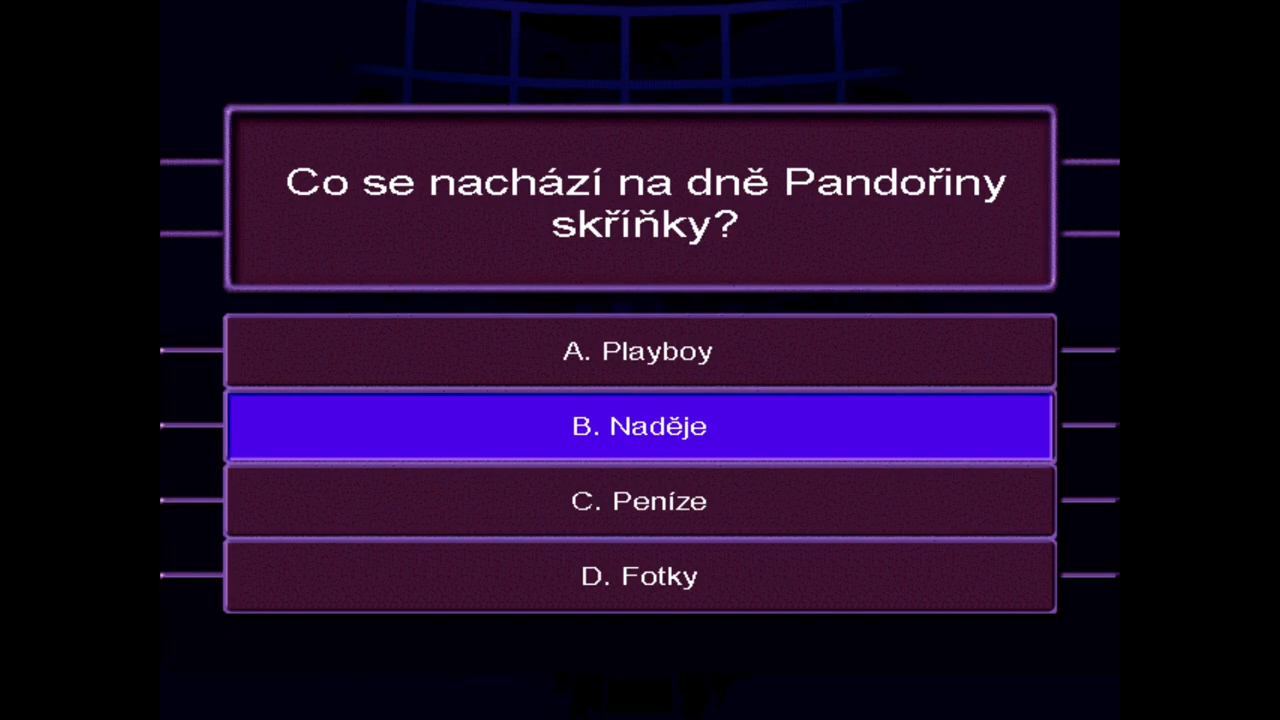 Co se nachází na dně Pandořiny
skříňky?
A. Playboy
B. Naděje
C. Peníze
D. Fotky